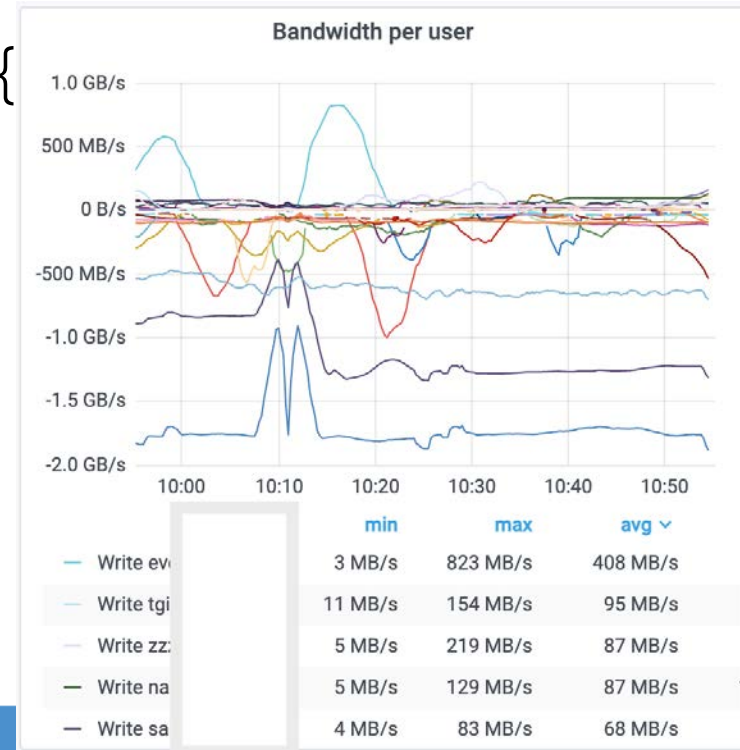 Bandwidth per user
{
1.0 GB/s
500 MB/s
0 B/s
-500 MB/s
-1.0 GB/s
-1.5 GB/s
-2.0 GB/s
10:00 10:10 10:20 10:30 10:40 10:50
min max avg
Write ev 3 MB/s 823 MB/s 408 MB/s
Write tgi 11 MB/s 154 MB/s 95 MB/s
Write zz 5 MB/s 219 MB/s 87 MB/s
Write na 5 MB/s 129 MB/s 87 MB/s
Write sa 4 MB/s 83 MB/s 68 MB/s